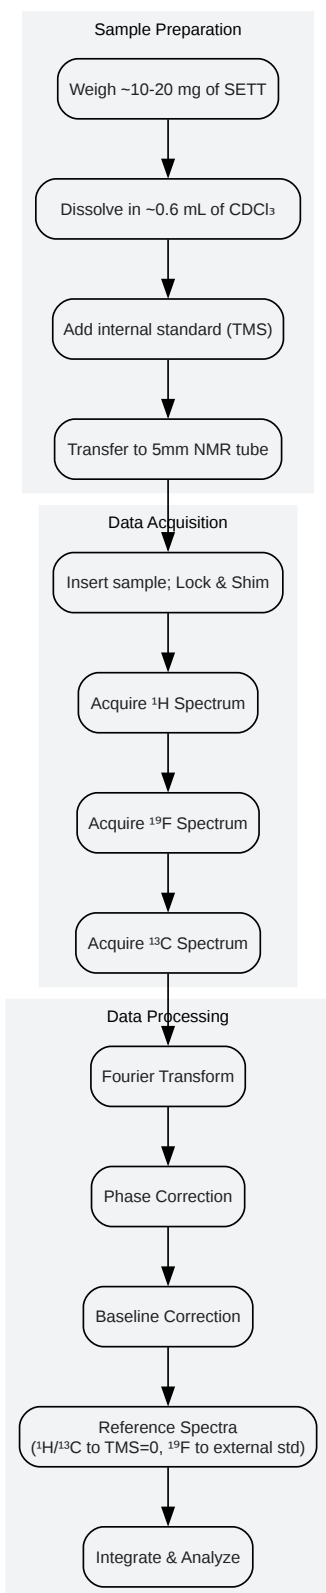 Sample Preparation
Weigh ~10-20 mg of SETT
Dissolve in ~0.6 mL of CDCl₃
Add internal standard (TMS)
Transfer to 5mm NMR tube
Data Acquisition
Insert sample; Lock & Shim
Acquire ¹H Spectrum
Acquire ¹⁹F Spectrum
Acquire ¹³C Spectrum
Data Processing
Fourier Transform
Phase Correction
Baseline Correction
Reference Spectra
(¹H/¹³C to TMS=0, ¹⁹F to external std)
Integrate & Analyze